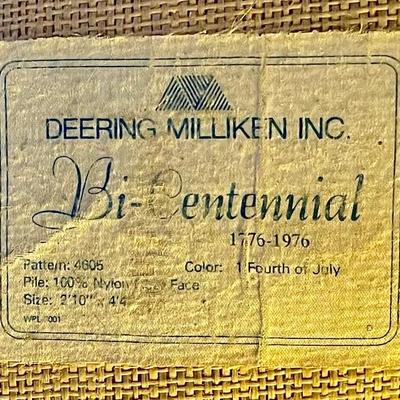 DEERING MILLIKEN INC.
Bi-Centennial
1776-1976
Pattern: 4605 Color: 1 Fourth of July
Pile: 100% Nylon Face
Size: 2'10" x 4'4
WPL 7001